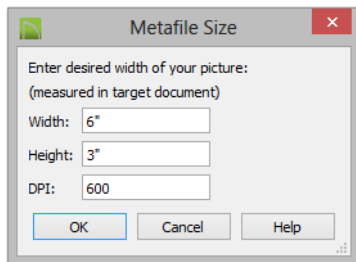 Metafile Size
Enter desired width of your picture:
(measured in target document)
Width: 6"
Height: 3"
DPI: 600
OK Cancel Help